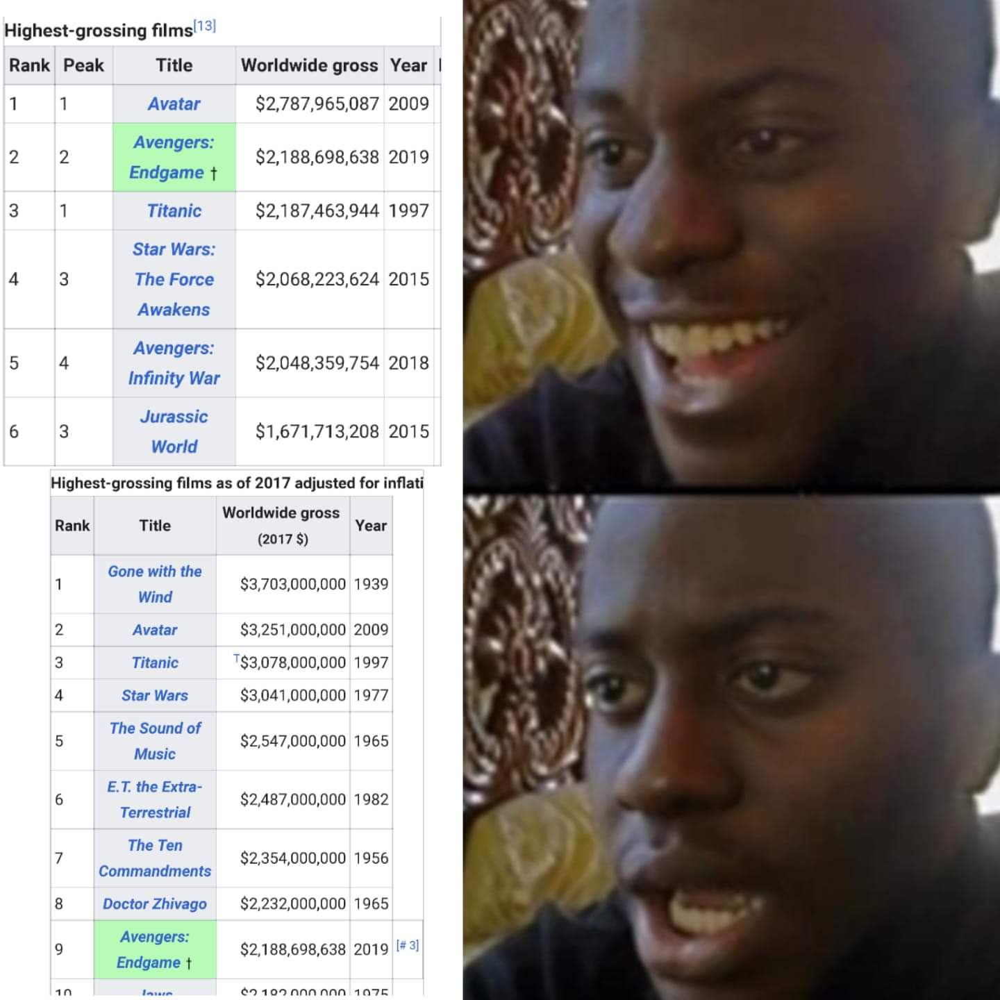 Highest-grossing films[13]
Rank Peak Title Worldwide gross Year
1 1 Avatar $2,787,965,087 2009
2 2 Avengers: Endgame † $2,188,698,638 2019
3 1 Titanic $2,187,463,944 1997
4 3 Star Wars: The Force Awakens $2,068,223,624 2015
5 4 Avengers: Infinity War $2,048,359,754 2018
6 3 Jurassic World $1,671,713,208 2015
Highest-grossing films as of 2017 adjusted for inflati
Rank Title Worldwide gross (2017 $) Year
1 Gone with the Wind $3,703,000,000 1939
2 Avatar $3,251,000,000 2009
3 Titanic T$3,078,000,000 1997
4 Star Wars $3,041,000,000 1977
5 The Sound of Music $2,547,000,000 1965
6 E.T. the Extra-Terrestrial $2,487,000,000 1982
7 The Ten Commandments $2,354,000,000 1956
8 Doctor Zhivago $2,232,000,000 1965
9 Avengers: Endgame † $2,188,698,638 2019 [# 3]
10 Jaws $2,182,000,000 1975